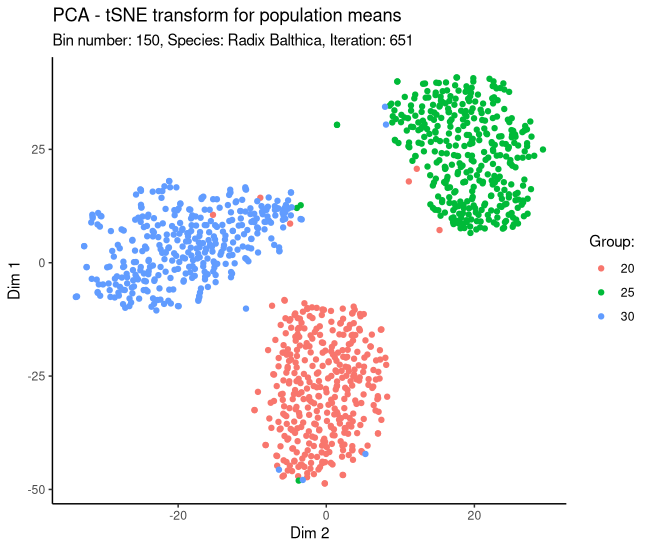 PCA - tSNE transform for population means
Bin number: 150, Species: Radix Balthica, Iteration: 651
Dim 1
25
0
-25
-50
-20
0
20
Dim 2
Group:
20
25
30